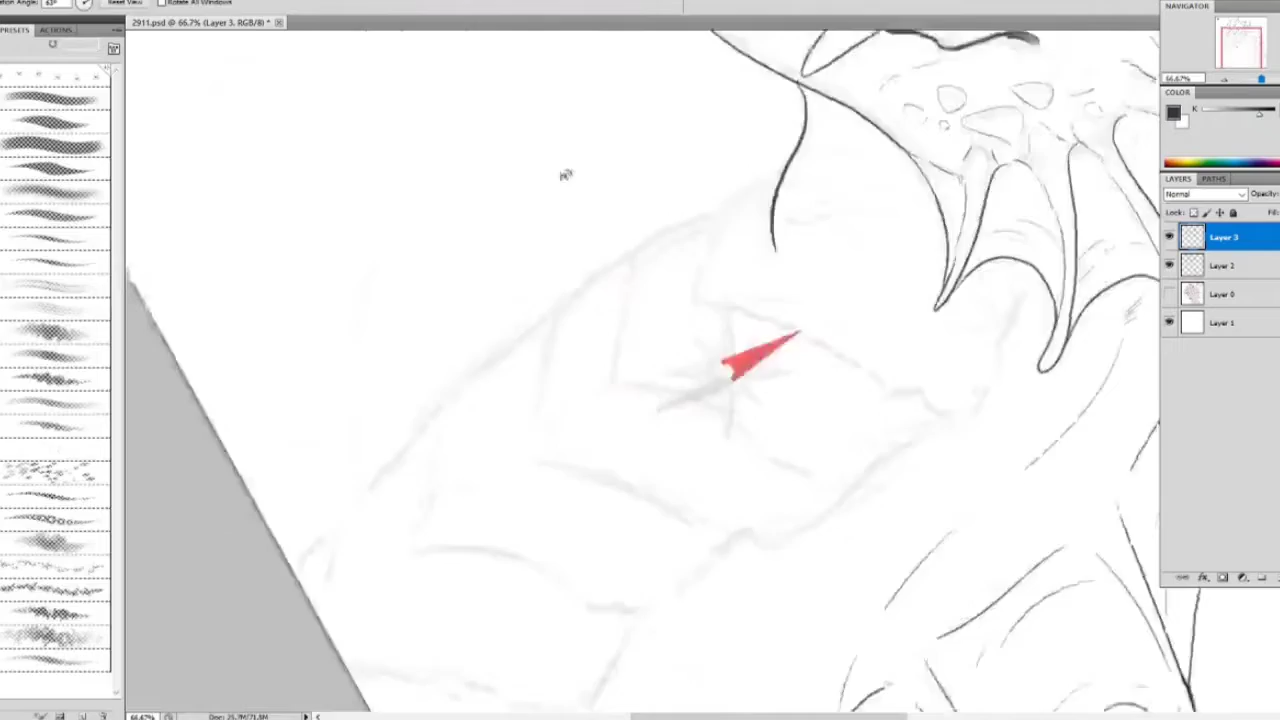 Reset View
Rotate All Windows
2911.psd @ 66.7% (Layer 3, RGB/8) *
PRESETS
ACTIONS
NAVIGATOR
66.67%
COLOR
K
LAYERS
PATHS
Normal
Opacity:
Lock:
Fill:
Layer 3
Layer 2
Layer 0
Layer 1
66.67%